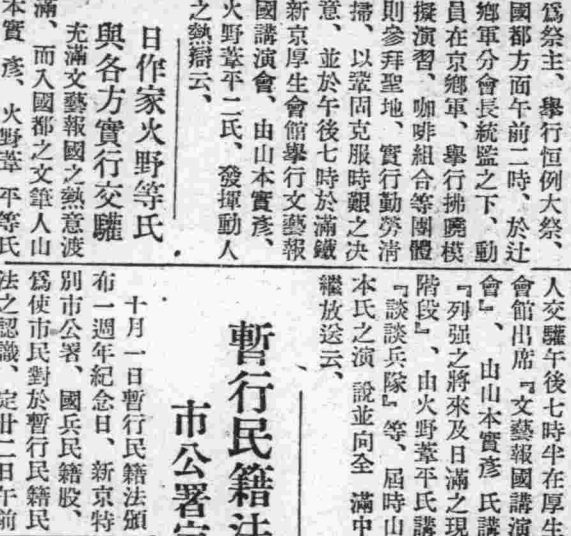 爲祭主、舉行恒例大祭、
國都方面午前二時、於辻
鄉軍分會長統監之下、動
員在京鄉軍、舉行拂曉模
擬演習、咖啡組合等團體
則參拜聖地、實行勤勞淸
掃、以鞏固克服時艱之决
意、並於午後七時於滿鐵
新京厚生會館舉行文藝報
國講演會、由山本實彥、
火野葦平二氏、發揮動人
之熱辯云、
日作家火野等氏
與各方實行交驩
充滿文藝報國之熱意渡
滿、而入國都之文筆人山
本實彥、火野葦平等氏
人交驩午後七時半在厚生
會館出席『文藝報國講演
會』、由山本實彥氏講
『列强之將來及日滿之現
階段』、由火野葦平氏講
『談談兵隊』等、屆時山
本氏之演說並向全滿中
繼放送云、
暫行民籍法
市公署
十月一日暫行民籍法頒
布一週年紀念日、新京特
別市公署、國兵民籍股、
爲使市民對於暫行民籍民
法之認識、定廿二日午前